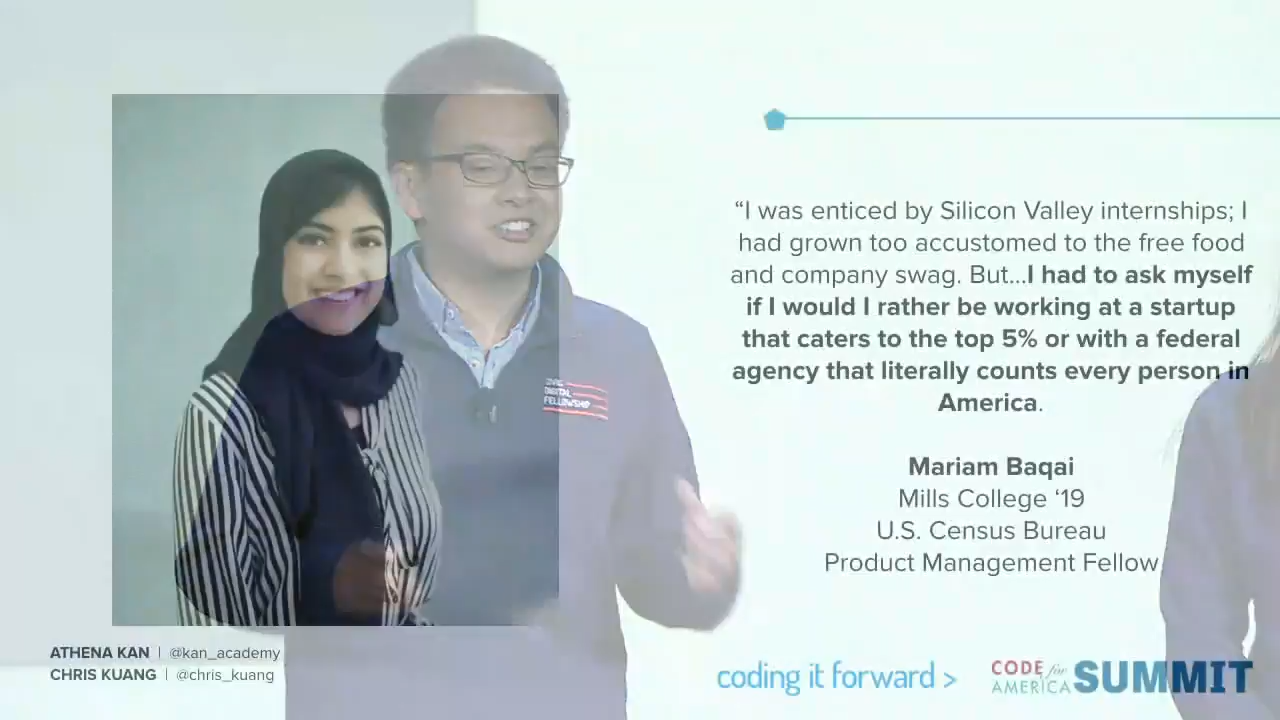 “I was enticed by Silicon Valley internships; I
had grown too accustomed to the free food
and company swag. But...I had to ask myself
if I would I rather be working at a startup
that caters to the top 5% or with a federal
agency that literally counts every person in
America.
Mariam Baqai
Mills College ‘19
U.S. Census Bureau
Product Management Fellow
CIVIC
DIGITAL
FELLOWSHIP
ATHENA KAN | @kan_academy
CHRIS KUANG | @chris_kuang
coding it forward >
CODE for
AMERICA SUMMIT